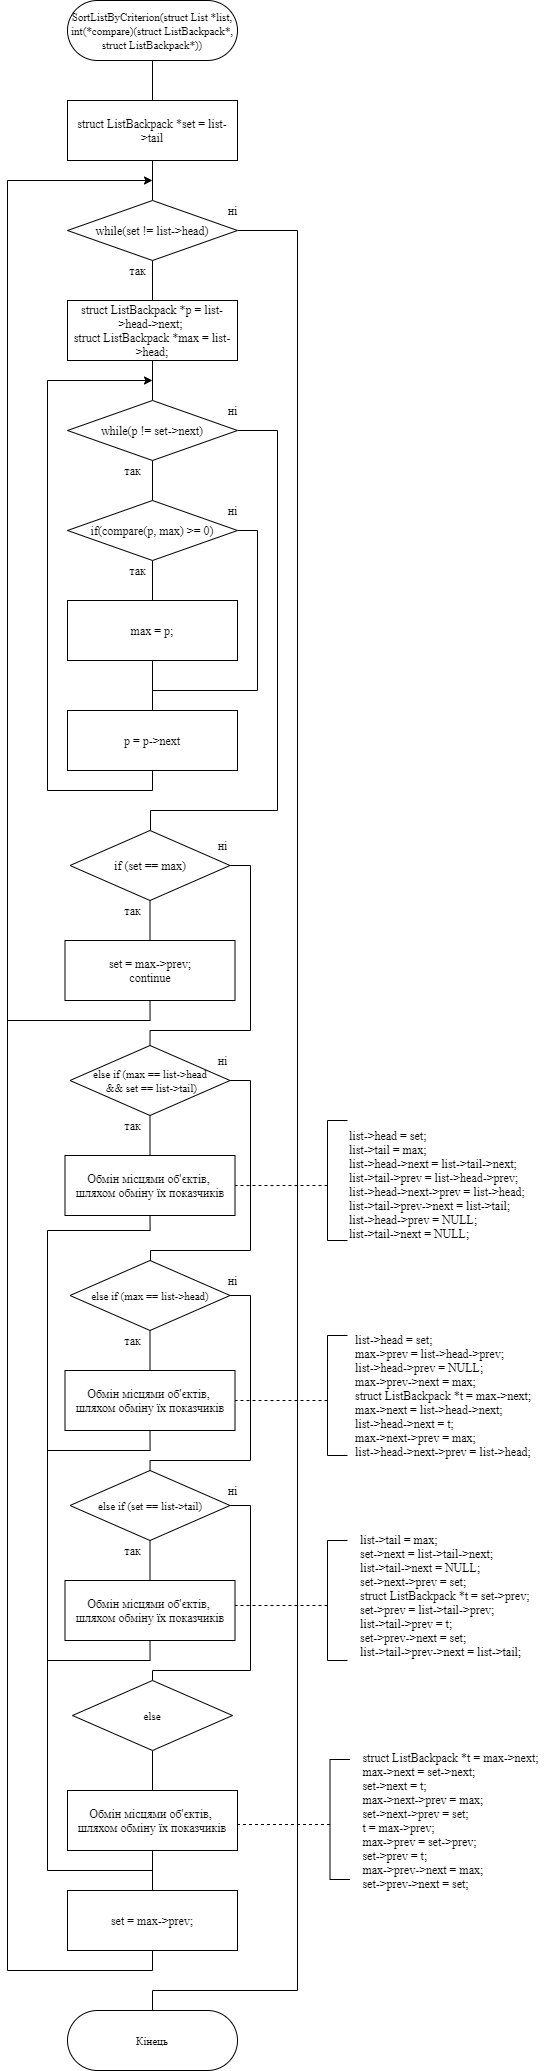 SortListByCriterion(struct List *list,
int(*compare)(struct ListBackpack*,
struct ListBackpack*))
struct ListBackpack *set = list-
>tail
ні
while(set != list->head)
так
struct ListBackpack *p = list-
>head->next;
struct ListBackpack *max = list-
>head;
ні
while(p != set->next)
так
ні
if(compare(p, max) >= 0)
так
max = p;
p = p->next
ні
if (set == max)
так
set = max->prev;
continue
ні
else if (max == list->head
&& set == list->tail)
так
Обмін місцями об'єктів,
шляхом обміну їх показчиків
list->head = set;
list->tail = max;
list->head->next = list->tail->next;
list->tail->prev = list->head->prev;
list->head->next->prev = list->head;
list->tail->prev->next = list->tail;
list->head->prev = NULL;
list->tail->next = NULL;
ні
else if (max == list->head)
так
Обмін місцями об'єктів,
шляхом обміну їх показчиків
list->head = set;
max->prev = list->head->prev;
list->head->prev = NULL;
max->prev->next = max;
struct ListBackpack *t = max->next;
max->next = list->head->next;
list->head->next = t;
max->next->prev = max;
list->head->next->prev = list->head;
ні
else if (set == list->tail)
так
Обмін місцями об'єктів,
шляхом обміну їх показчиків
list->tail = max;
set->next = list->tail->next;
list->tail->next = NULL;
set->next->prev = set;
struct ListBackpack *t = set->prev;
set->prev = list->tail->prev;
list->tail->prev = t;
set->prev->next = set;
list->tail->prev->next = list->tail;
else
Обмін місцями об'єктів,
шляхом обміну їх показчиків
struct ListBackpack *t = max->next;
max->next = set->next;
set->next = t;
max->next->prev = max;
set->next->prev = set;
t = max->prev;
max->prev = set->prev;
set->prev = t;
max->prev->next = max;
set->prev->next = set;
set = max->prev;
Кінець